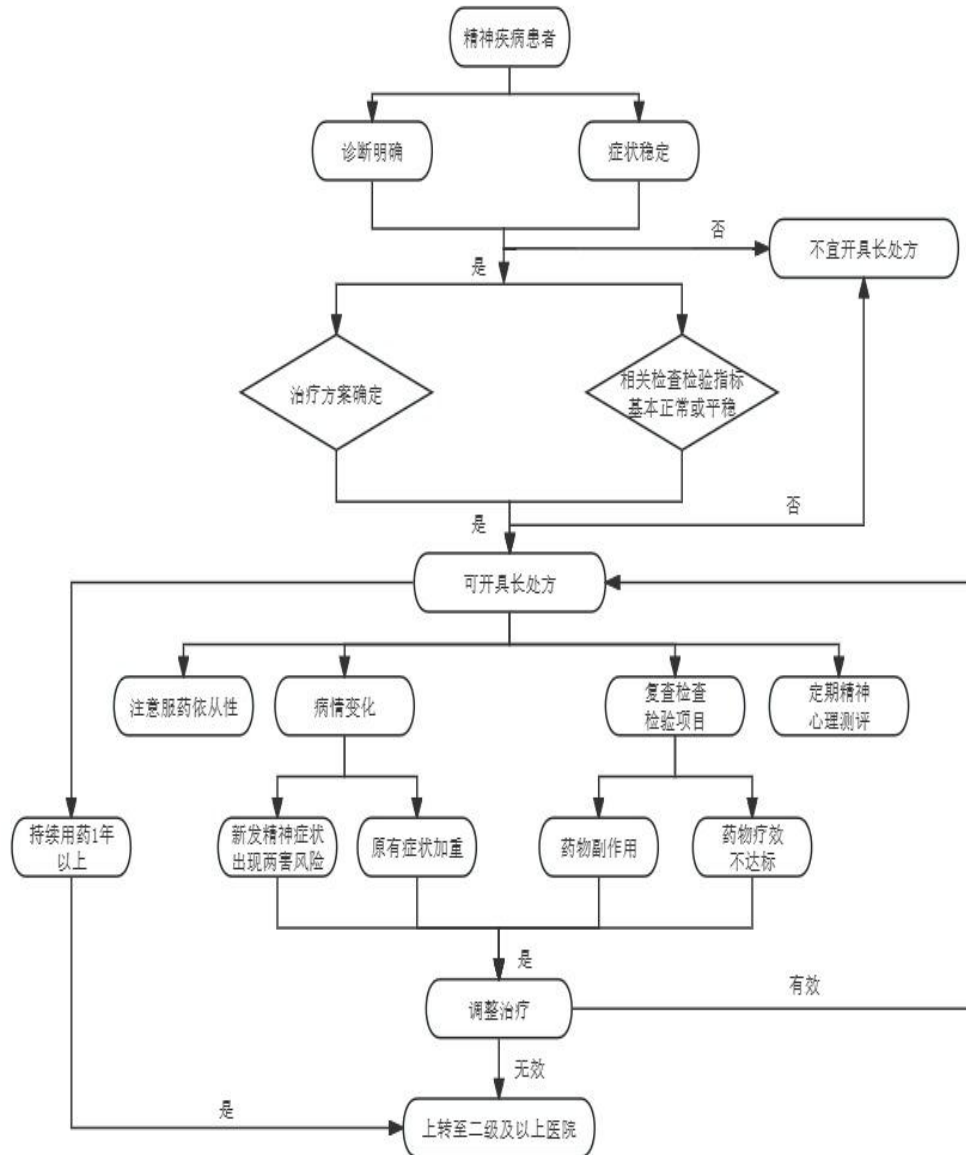 精神疾病患者
诊断明确
症状稳定
否
不宜开具长处方
是
治疗方案确定
相关检查检验指标
基本正常或平稳
否
是
可开具长处方
注意服药依从性
病情变化
复查检查
检验项目
定期精神
心理测评
持续用药1年
以上
新发精神症状
出现两害风险
原有症状加重
药物副作用
药物疗效
不达标
是
调整治疗
有效
无效
是
上转至二级及以上医院